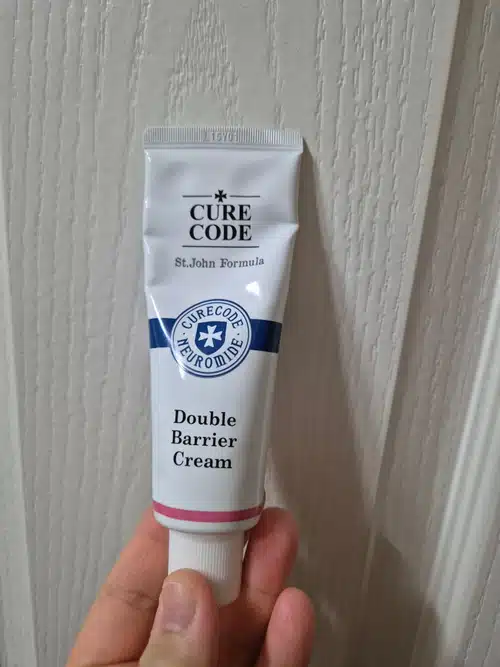 CURE
CODE
St.John Formula
CURECODE
NEUROMIDE
Double
Barrier
Cream